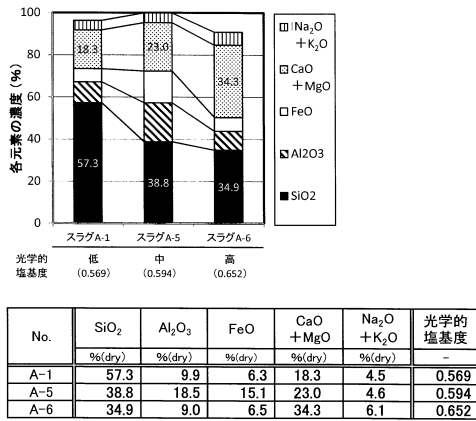 各元素の濃度(%)
100
80
60
40
20
0
18.3
57.3
23.0
38.8
34.3
34.9
Na2O
+K2O
CaO
+MgO
FeO
Al2O3
SiO2
スラグA-1 スラグA-5 スラグA-6
光学的
塩基度
低 中 高
(0.569) (0.594) (0.652)
No. SiO2 Al2O3 FeO CaO+MgO Na2O+K2O 光学的塩基度
%(dry) %(dry) %(dry) %(dry) %(dry) -
A-1 57.3 9.9 6.3 18.3 4.5 0.569
A-5 38.8 18.5 15.1 23.0 4.6 0.594
A-6 34.9 9.0 6.5 34.3 6.1 0.652